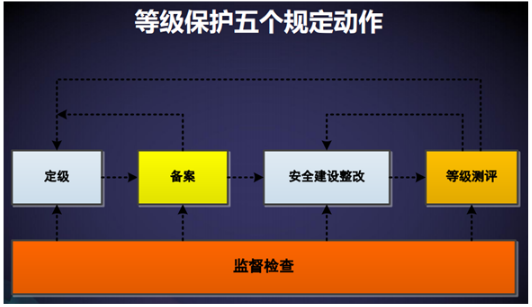 等级保护五个规定动作
定级
备案
安全建设整改
等级测评
监督检查